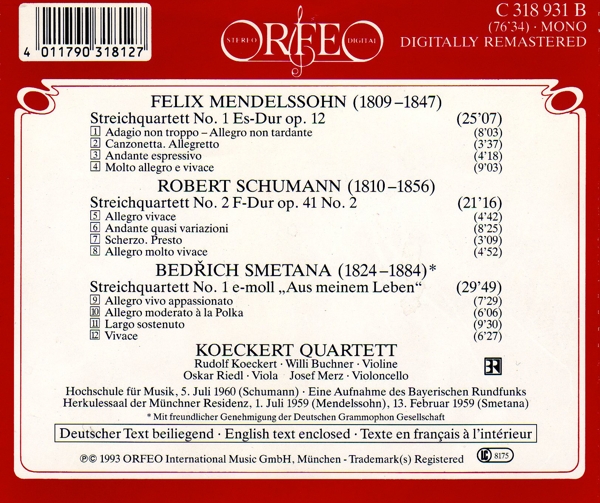 C 318 931 B
(76'34) · MONO
DIGITALLY REMASTERED
STEREO ORFEO DIGITAL
4 011790 318127
FELIX MENDELSSOHN (1809–1847)
Streichquartett No. 1 Es-Dur op. 12 (25'07)
1 Adagio non troppo – Allegro non tardante (8'03)
2 Canzonetta. Allegretto (3'37)
3 Andante espressivo (4'18)
4 Molto allegro e vivace (9'03)
ROBERT SCHUMANN (1810–1856)
Streichquartett No. 2 F-Dur op. 41 No. 2 (21'16)
5 Allegro vivace (4'42)
6 Andante quasi variazioni (8'25)
7 Scherzo. Presto (3'09)
8 Allegro molto vivace (4'52)
BEDŘICH SMETANA (1824–1884)*
Streichquartett No. 1 e-moll „Aus meinem Leben“ (29'49)
9 Allegro vivo appassionato (7'29)
10 Allegro moderato à la Polka (6'06)
11 Largo sostenuto (9'30)
12 Vivace (6'27)
KOECKERT QUARTETT
Rudolf Koeckert · Willi Buchner · Violine
Oskar Riedl · Viola Josef Merz · Violoncello
BR
Hochschule für Musik, 5. Juli 1960 (Schumann) · Eine Aufnahme des Bayerischen Rundfunks
Herkulessaal der Münchner Residenz, 1. Juli 1959 (Mendelssohn), 13. Februar 1959 (Smetana)
* Mit freundlicher Genehmigung der Deutschen Grammophon Gesellschaft
Deutscher Text beiliegend · English text enclosed · Texte en français à l'intérieur
℗© 1993 ORFEO International Music GmbH, München - Trademark(s) Registered
LC 8175